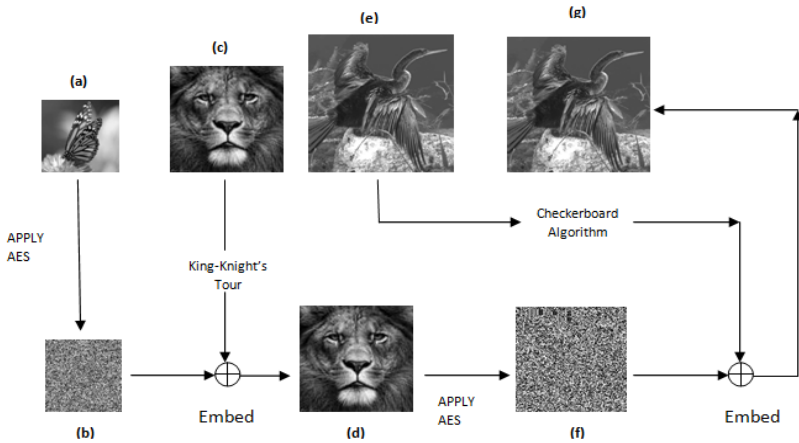 (a)
(c)
(e)
(g)
APPLY
AES
King-Knight's
Tour
Checkerboard
Algorithm
Embed
APPLY
AES
Embed
(b)
(d)
(f)